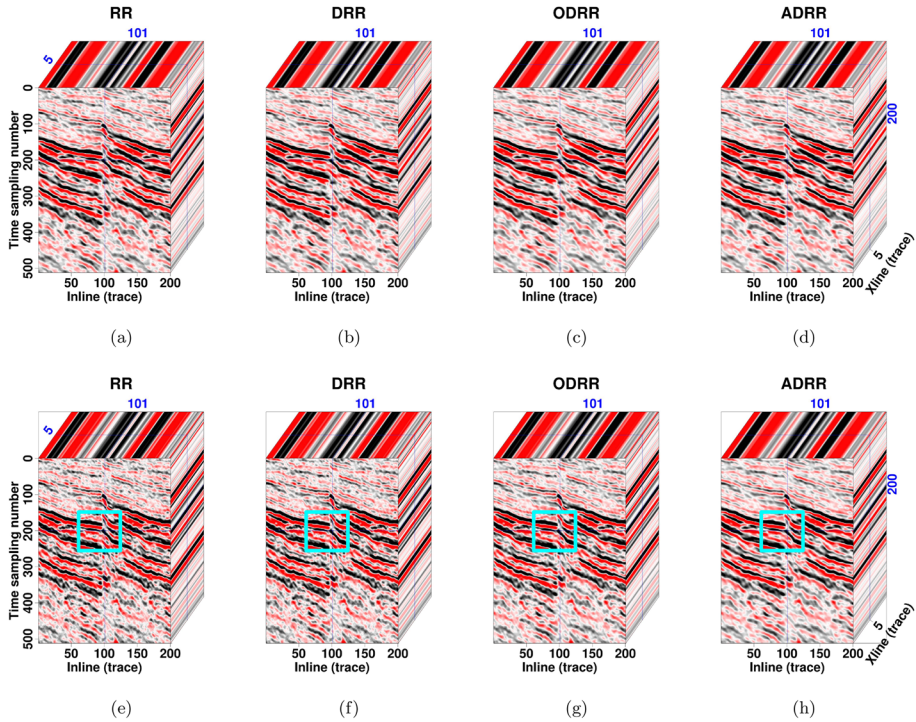 RR DRR ODRR ADRR
101 101 101 101
5
0
100
200
300
400
500
Time sampling number
200
5
Xline (trace)
50 100 150 200 50 100 150 200 50 100 150 200 50 100 150 200
Inline (trace) Inline (trace) Inline (trace) Inline (trace)
(a) (b) (c) (d)
RR DRR ODRR ADRR
101 101 101 101
5
0
100
200
300
400
500
Time sampling number
200
5
Xline (trace)
50 100 150 200 50 100 150 200 50 100 150 200 50 100 150 200
Inline (trace) Inline (trace) Inline (trace) Inline (trace)
(e) (f) (g) (h)